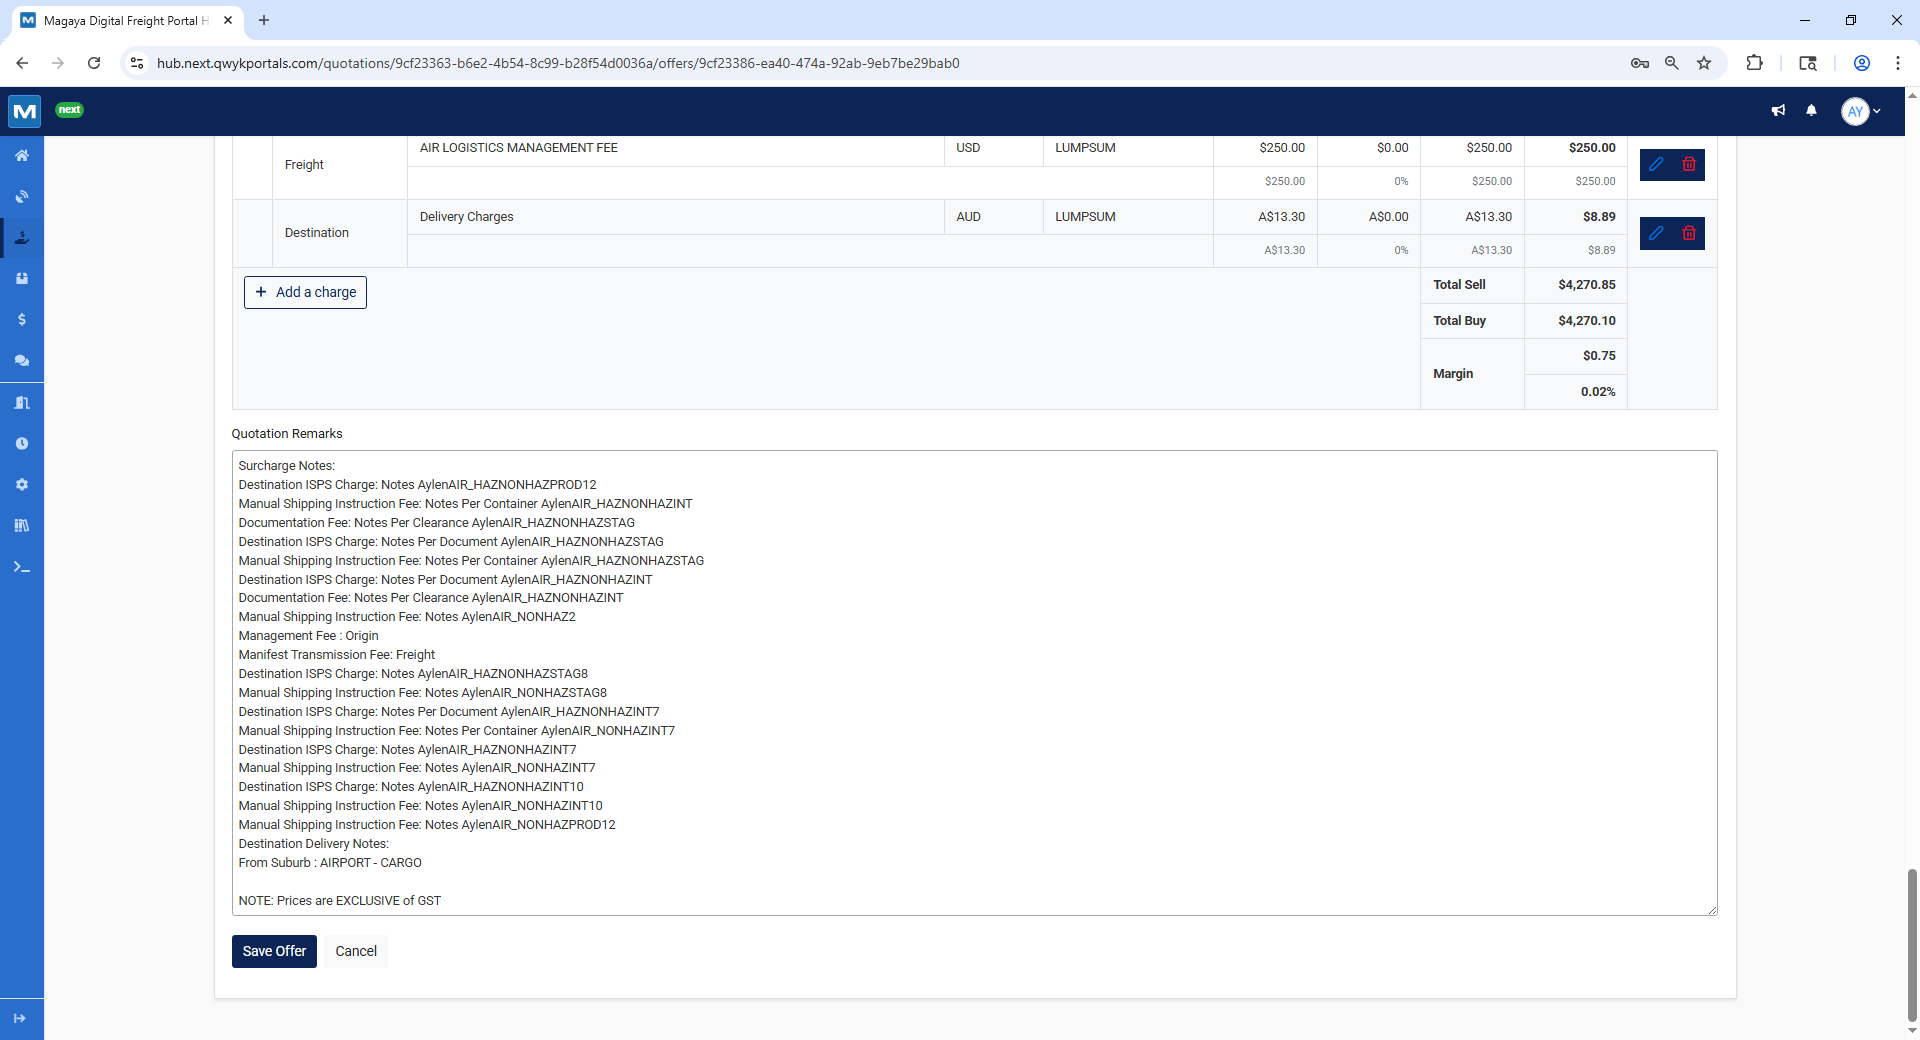 Magaya Digital Freight Portal H
hub.next.qwykportals.com/quotations/9cf23363-b6e2-4b54-8c99-b28f54d0036a/offers/9cf23386-ea40-474a-92ab-9eb7be29bab0
M next AY
Freight AIR LOGISTICS MANAGEMENT FEE USD LUMPSUM $250.00 $0.00 $250.00 $250.00
$250.00 0% $250.00 $250.00
Destination Delivery Charges AUD LUMPSUM A$13.30 A$0.00 A$13.30 $8.89
A$13.30 0% A$13.30 $8.89
+ Add a charge
Total Sell $4,270.85
Total Buy $4,270.10
Margin $0.75
0.02%
Quotation Remarks
Surcharge Notes:
Destination ISPS Charge: Notes AylenAIR_HAZNONHAZPROD12
Manual Shipping Instruction Fee: Notes Per Container AylenAIR_HAZNONHAZINT
Documentation Fee: Notes Per Clearance AylenAIR_HAZNONHAZSTAG
Destination ISPS Charge: Notes Per Document AylenAIR_HAZNONHAZSTAG
Manual Shipping Instruction Fee: Notes Per Container AylenAIR_HAZNONHAZSTAG
Destination ISPS Charge: Notes Per Document AylenAIR_HAZNONHAZINT
Documentation Fee: Notes Per Clearance AylenAIR_HAZNONHAZINT
Manual Shipping Instruction Fee: Notes AylenAIR_NONHAZ2
Management Fee : Origin
Manifest Transmission Fee: Freight
Destination ISPS Charge: Notes AylenAIR_HAZNONHAZSTAG8
Manual Shipping Instruction Fee: Notes AylenAIR_NONHAZSTAG8
Destination ISPS Charge: Notes Per Document AylenAIR_HAZNONHAZINT7
Manual Shipping Instruction Fee: Notes Per Container AylenAIR_NONHAZINT7
Destination ISPS Charge: Notes AylenAIR_HAZNONHAZINT7
Manual Shipping Instruction Fee: Notes AylenAIR_NONHAZINT7
Destination ISPS Charge: Notes AylenAIR_HAZNONHAZINT10
Manual Shipping Instruction Fee: Notes AylenAIR_NONHAZINT10
Manual Shipping Instruction Fee: Notes AylenAIR_NONHAZPROD12
Destination Delivery Notes:
From Suburb : AIRPORT - CARGO
NOTE: Prices are EXCLUSIVE of GST
Save Offer Cancel